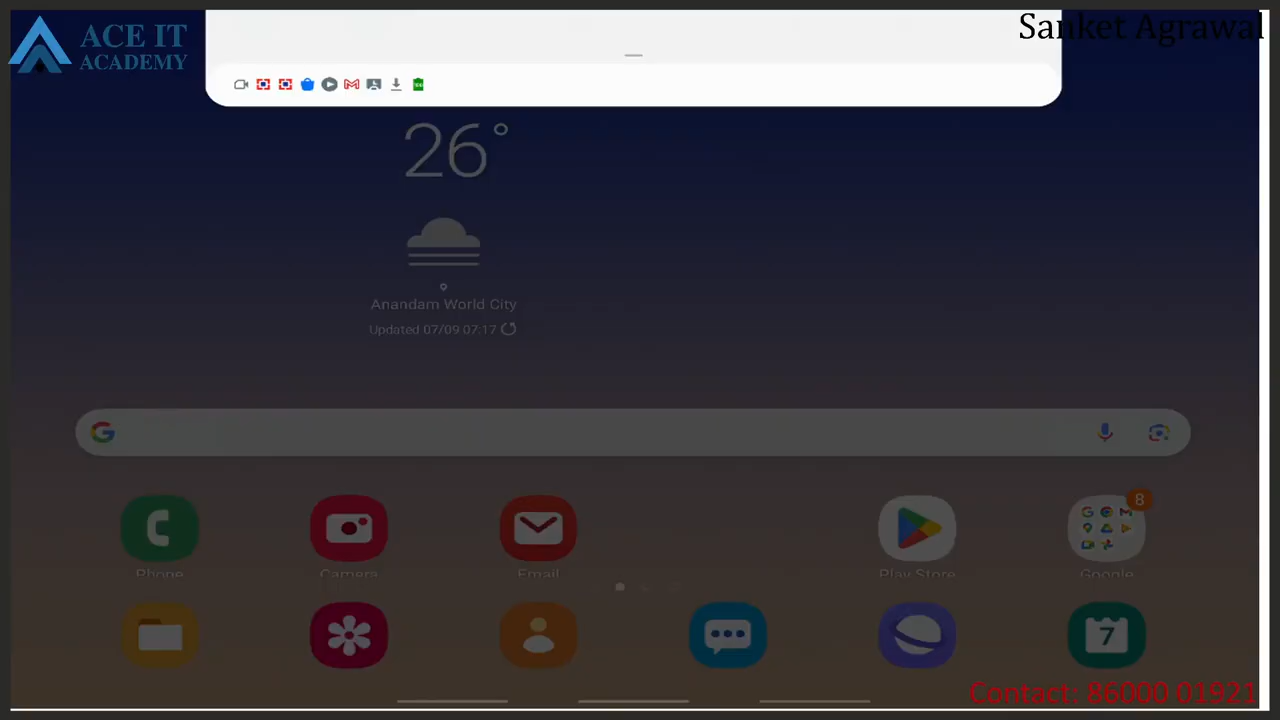 ACE IT
ACADEMY
Sanket Agrawal
26°
Anandam World City
Updated 07/09 07:17
8
Phone
Camera
Email
Play Store
Google
7
Contact: 86000 01921